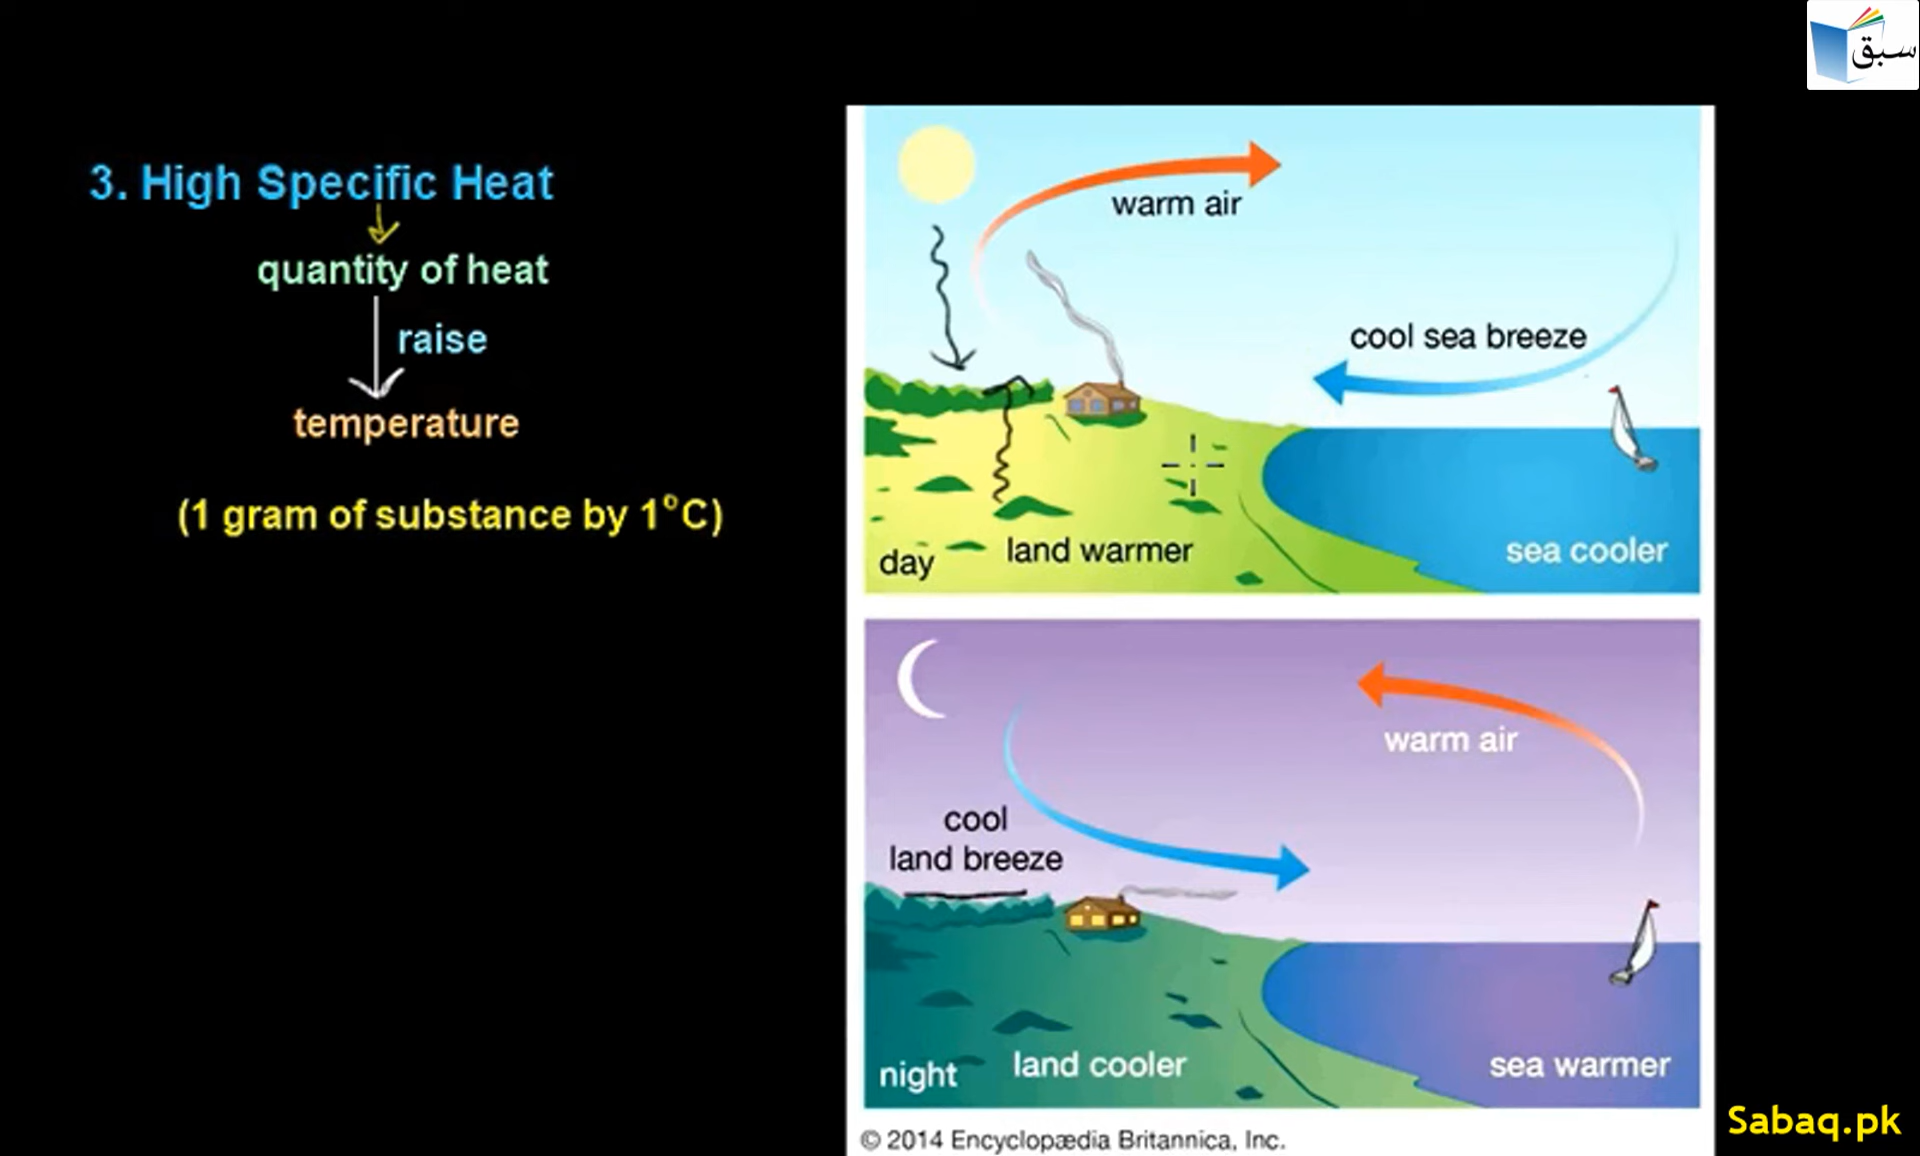 سبق
3. High Specific Heat
quantity of heat
raise
temperature
(1 gram of substance by 1°C)
warm air
cool sea breeze
day
land warmer
sea cooler
warm air
cool
land breeze
night
land cooler
sea warmer
© 2014 Encyclopædia Britannica, Inc.
Sabaq.pk